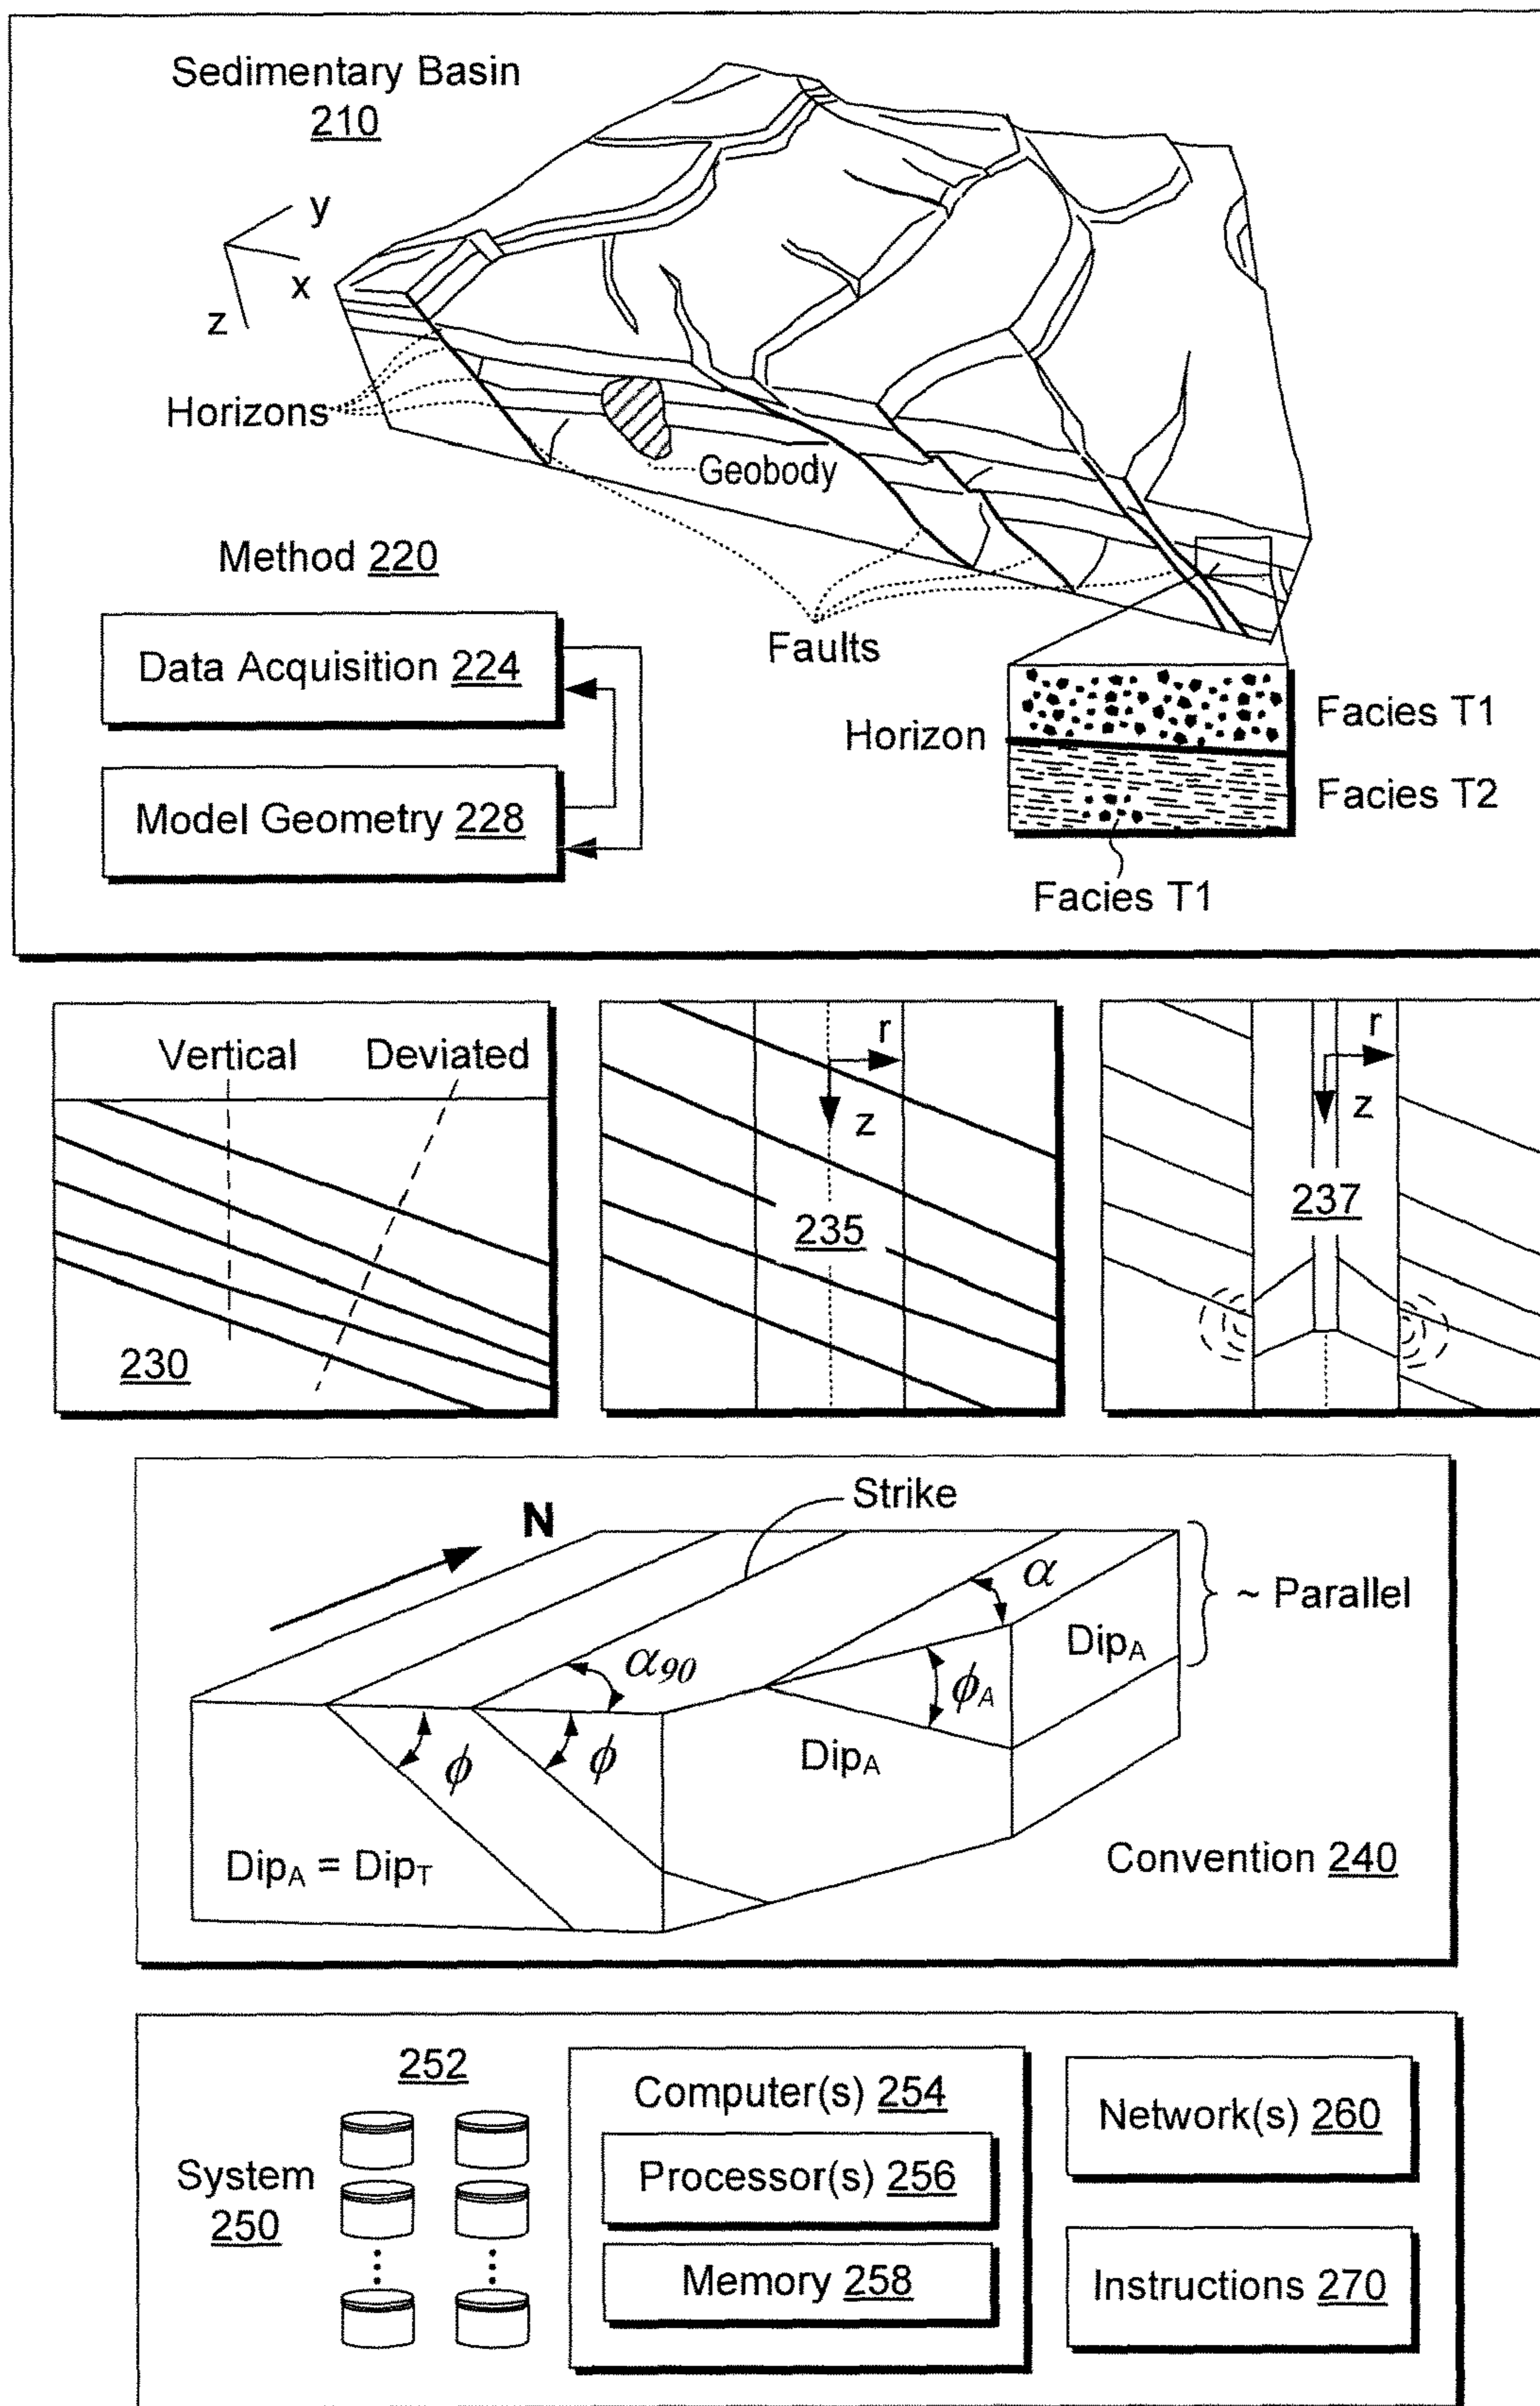 Sedimentary Basin
210
y
x
z
Horizons
Geobody
Method 220
Faults
Data Acquisition 224
Model Geometry 228
Horizon
Facies T1
Facies T2
Facies T1
Vertical
Deviated
230
r
z
235
r
z
237
N
Strike
α
~ Parallel
α90
DipA
ϕA
ϕ
ϕ
DipA
DipA = DipT
Convention 240
252
System
250
Computer(s) 254
Processor(s) 256
Memory 258
Network(s) 260
Instructions 270